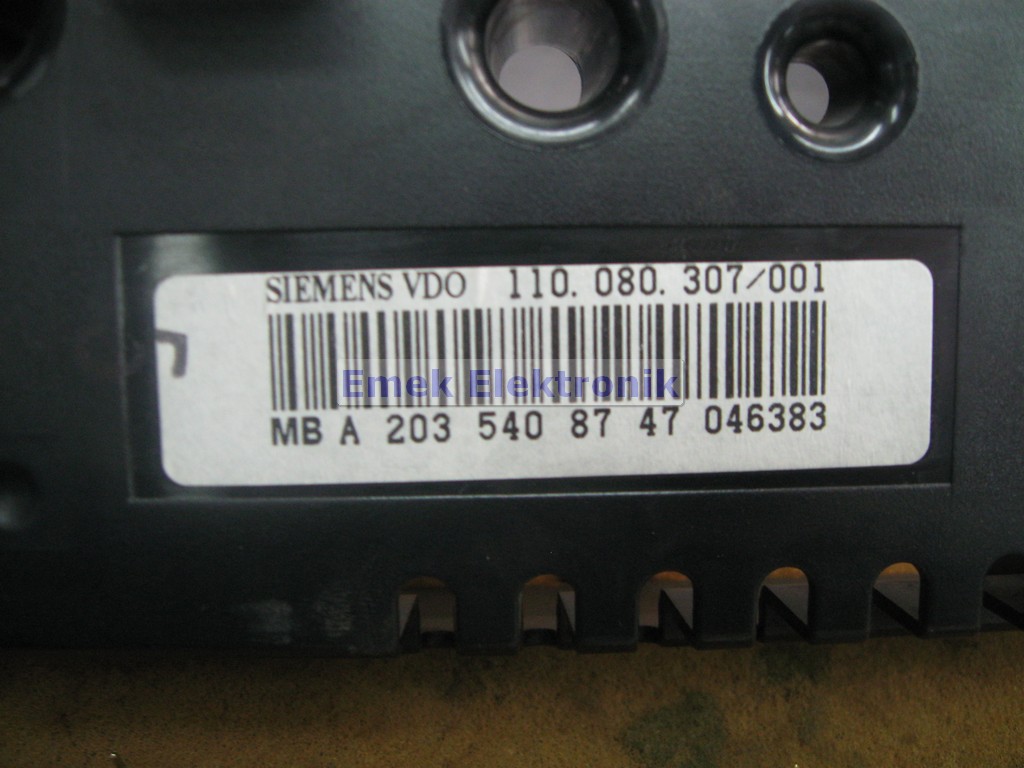 SIEMENS VDO 110.080.307/001
Emek Elektronik
MB A 203 540 87 47 046383